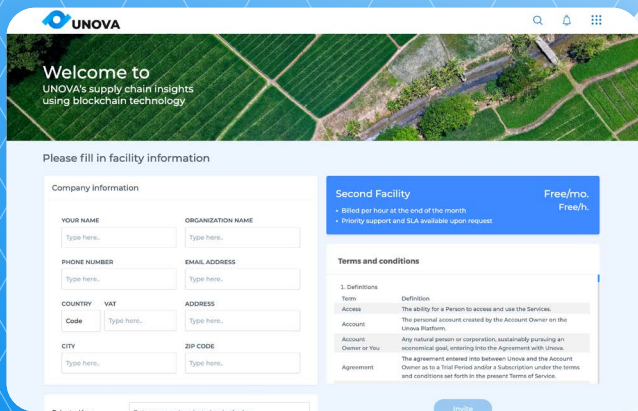 UNOVA
Welcome to
UNOVA's supply chain insights
using blockchain technology
Please fill in facility information
Company information
YOUR NAME
ORGANIZATION NAME
Type here..
Type here..
PHONE NUMBER
EMAIL ADDRESS
Type here..
Type here..
COUNTRY
VAT
ADDRESS
Code
Type here..
Type here..
CITY
ZIP CODE
Type here..
Type here..
Second Facility
Free/mo.
• Billed per hour at the end of the month
Free/h.
• Priority support and SLA available upon request
Terms and conditions
1. Definitions
Term Definition
Access The ability for a Person to access and use the Services.
Account The personal account created by the Account Owner on the
Unova Platform.
Account Owner or You Any natural person or corporation, sustainably pursuing an
economical goal, entering into the Agreement with Unova.
Agreement The agreement entered into between Unova and the Account
Owner as to a Trial Period and/or a Subscription under the terms
and conditions set forth in the present Terms of Service.
Invite